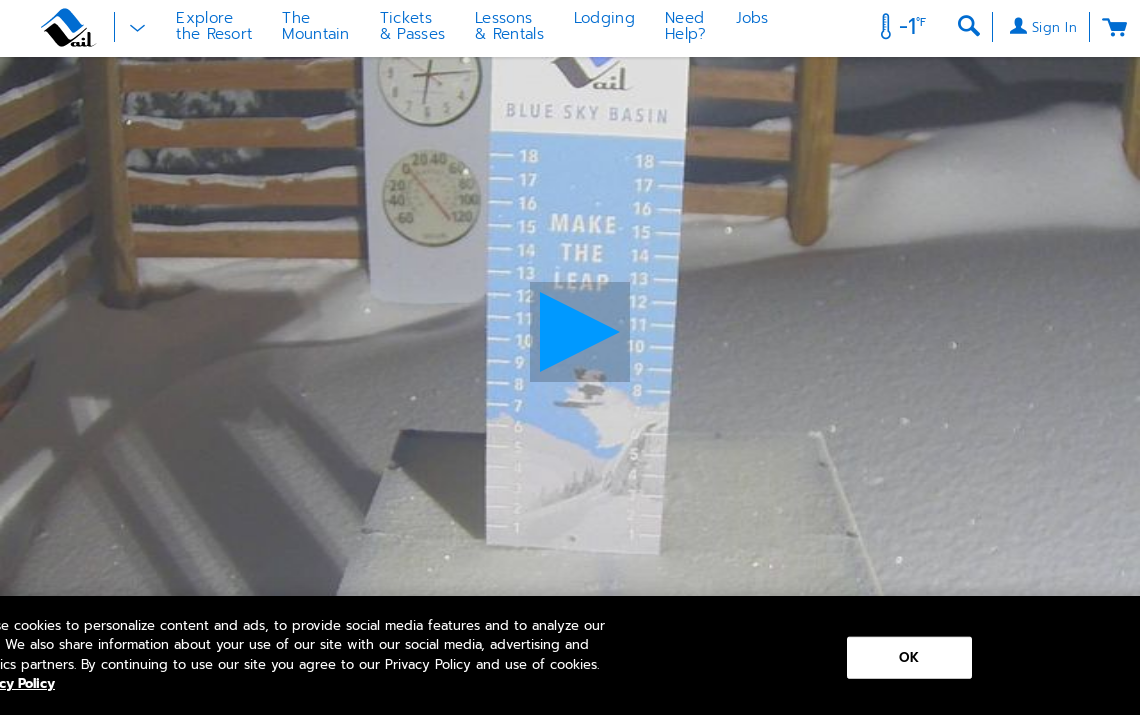 Vail
Explore
the Resort
The
Mountain
Tickets
& Passes
Lessons
& Rentals
Lodging
Need
Help?
Jobs
-1°F
Sign In
Vail
BLUE SKY BASIN
18 18
17 17
16 16
15 15
14 14
13 13
12 12
11 11
10 10
9 9
8 8
7 7
6
5 5
4 4
3
2 2
1 1
MAKE
THE
LEAP
20 40
0 60
20 80
40 100
60 120
cookies to personalize content and ads, to provide social media features and to analyze our
We also share information about your use of our site with our social media, advertising and
partners. By continuing to use our site you agree to our Privacy Policy and use of cookies.
Policy
OK